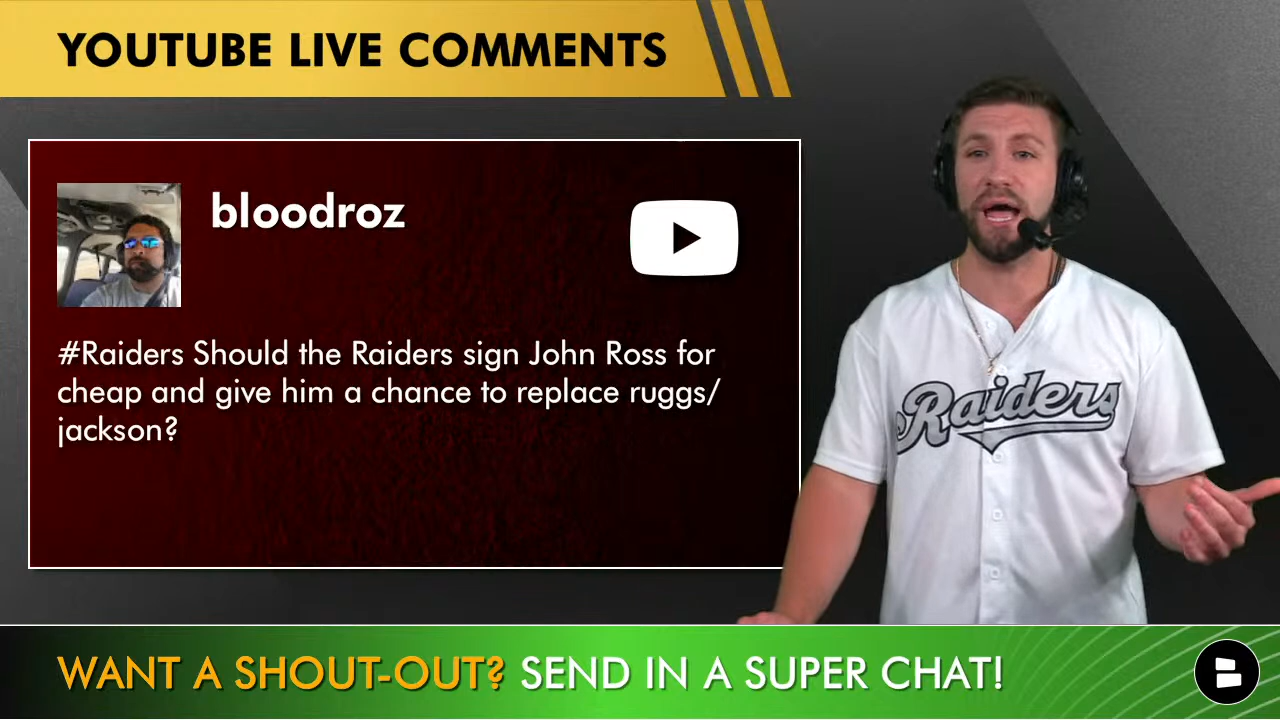 YOUTUBE LIVE COMMENTS
bloodroz
#Raiders Should the Raiders sign John Ross for
cheap and give him a chance to replace ruggs/
jackson?
Raiders
WANT A SHOUT-OUT? SEND IN A SUPER CHAT!